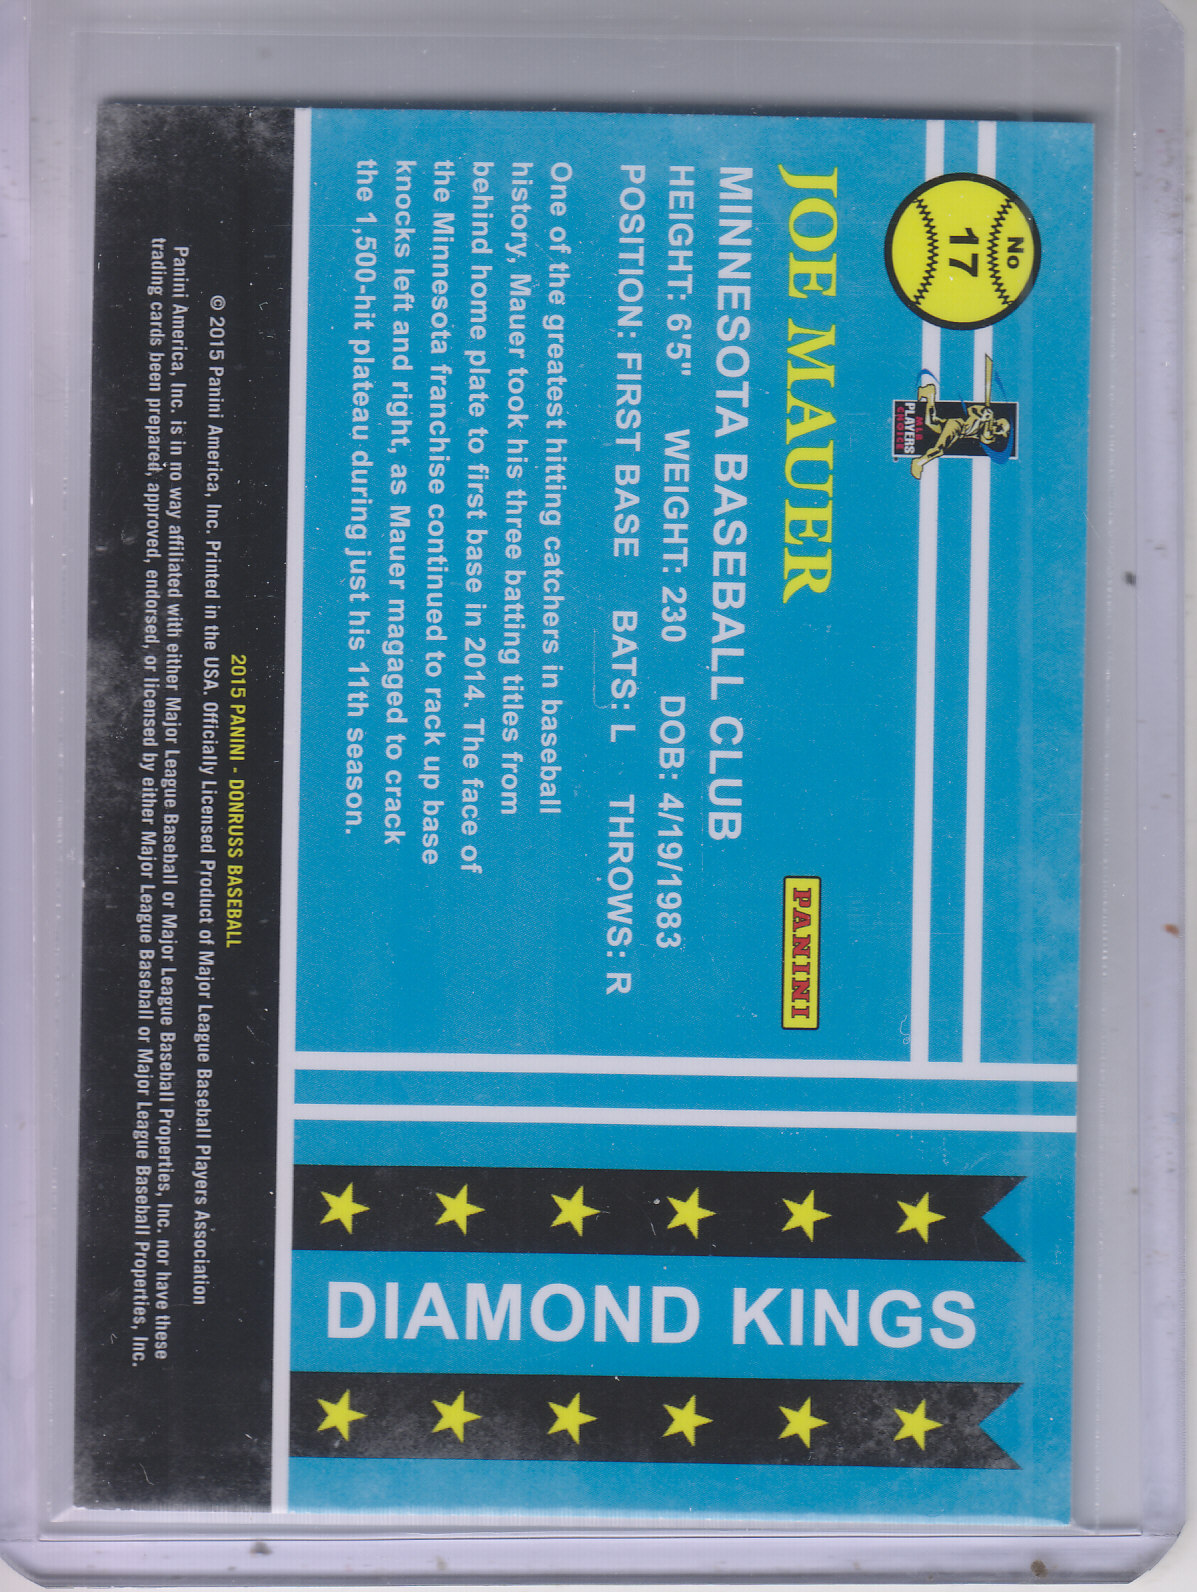 No
17
MLB
PLAYERS
CHOICE
JOE MAUER
PANINI
MINNESOTA BASEBALL CLUB
HEIGHT: 6'5" WEIGHT: 230 DOB: 4/19/1983
POSITION: FIRST BASE BATS: L THROWS: R
One of the greatest hitting catchers in baseball
history, Mauer took his three batting titles from
behind home plate to first base in 2014. The face of
the Minnesota franchise continued to rack up base
knocks left and right, as Mauer magaged to crack
the 1,500-hit plateau during just his 11th season.
DIAMOND KINGS
2015 PANINI - DONRUSS BASEBALL
© 2015 Panini America, Inc. Printed in the USA. Officially Licensed Product of Major League Baseball Players Association
Panini America, Inc. is in no way affiliated with either Major League Baseball or Major League Baseball Properties, Inc. nor have these
trading cards been prepared, approved, endorsed, or licensed by either Major League Baseball or Major League Baseball Properties, Inc.